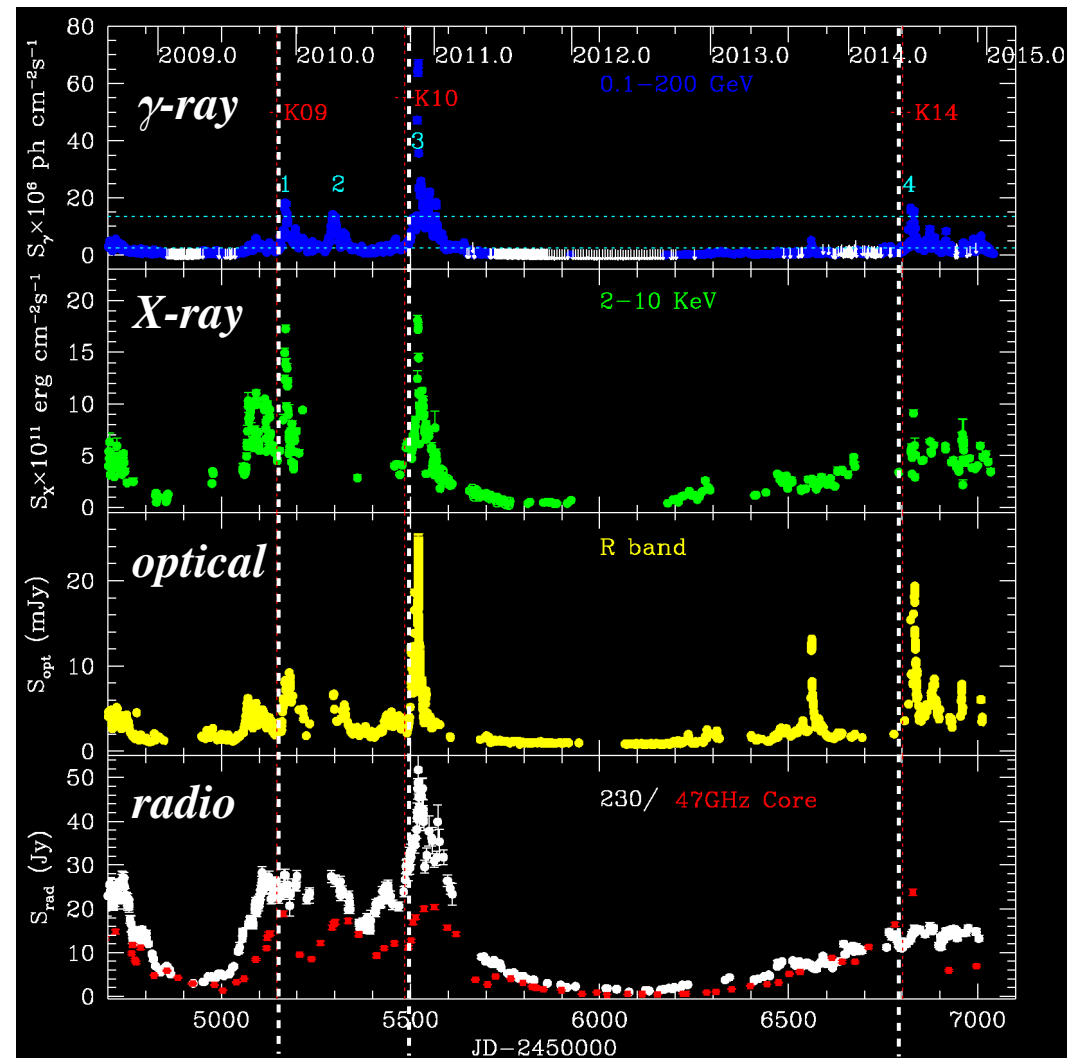 80
2009.0 2010.0 2011.0 2012.0 2013.0 2014.0 2015.0
0.1−200 GeV
γ-ray
K09
K10
K14
1
2
3
4
60
40
20
0
Sγ×10⁶ ph cm⁻²s⁻¹
X-ray
2−10 KeV
20
15
10
5
0
S_X×10¹¹ erg cm⁻²s⁻¹
optical
R band
20
10
0
S_opt (mJy)
radio
230/ 47GHz Core
50
40
30
20
10
0
S_rad (Jy)
5000 5500 6000 6500 7000
JD−2450000